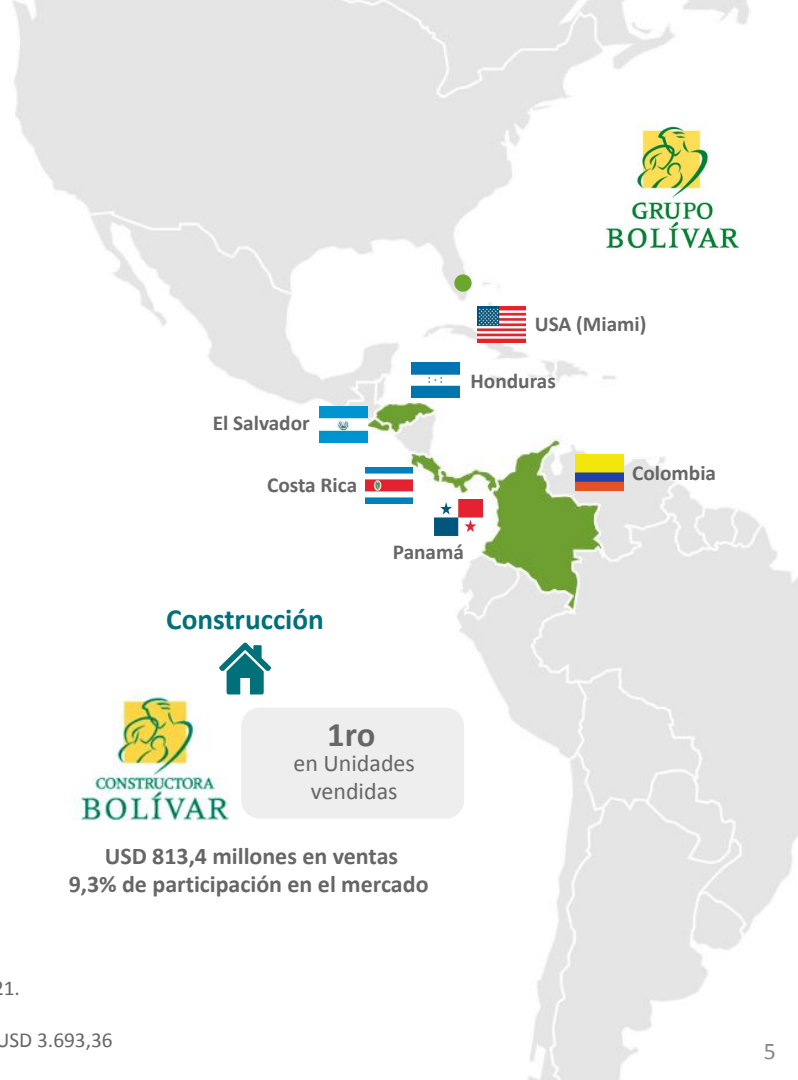 GRUPO
BOLÍVAR
USA (Miami)
Honduras
El Salvador
Costa Rica
Colombia
Panamá
Construcción
CONSTRUCTORA
BOLÍVAR
1ro
en Unidades
vendidas
USD 813,4 millones en ventas
9,3% de participación en el mercado
21.
USD 3.693,36
5